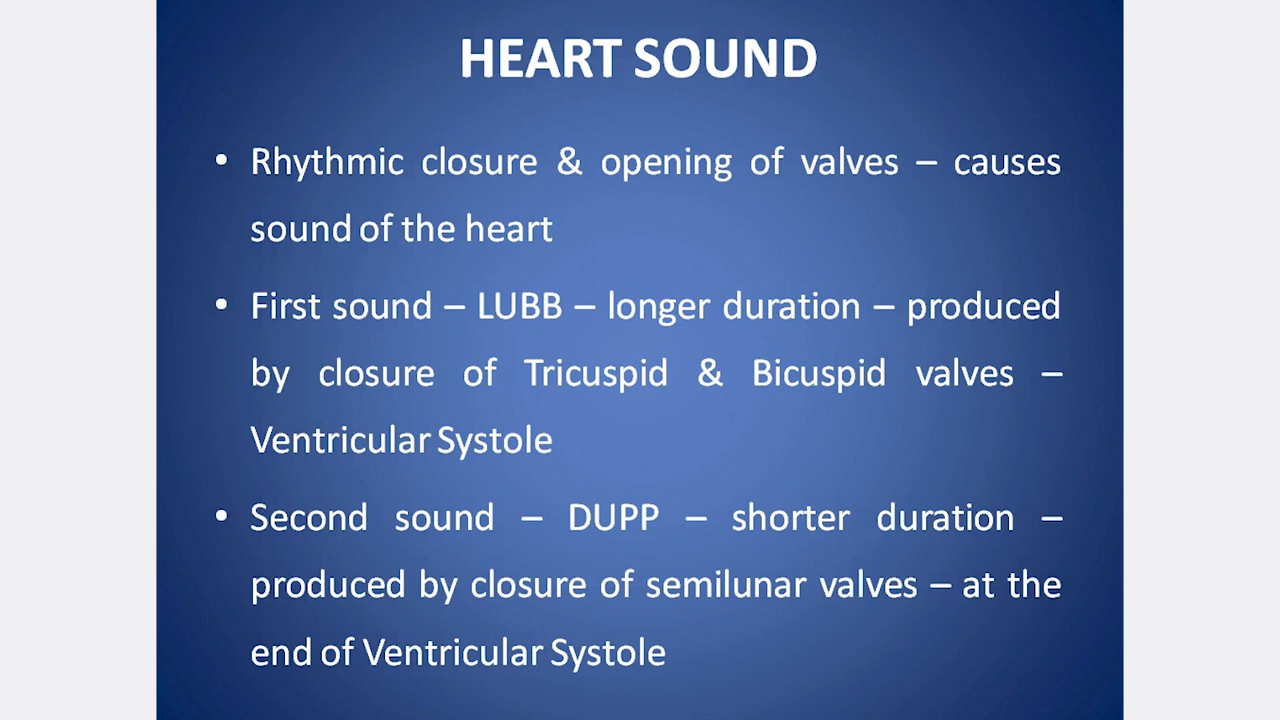 HEART SOUND
• Rhythmic closure & opening of valves – causes
sound of the heart
• First sound – LUBB – longer duration – produced
by closure of Tricuspid & Bicuspid valves –
Ventricular Systole
• Second sound – DUPP – shorter duration –
produced by closure of semilunar valves – at the
end of Ventricular Systole